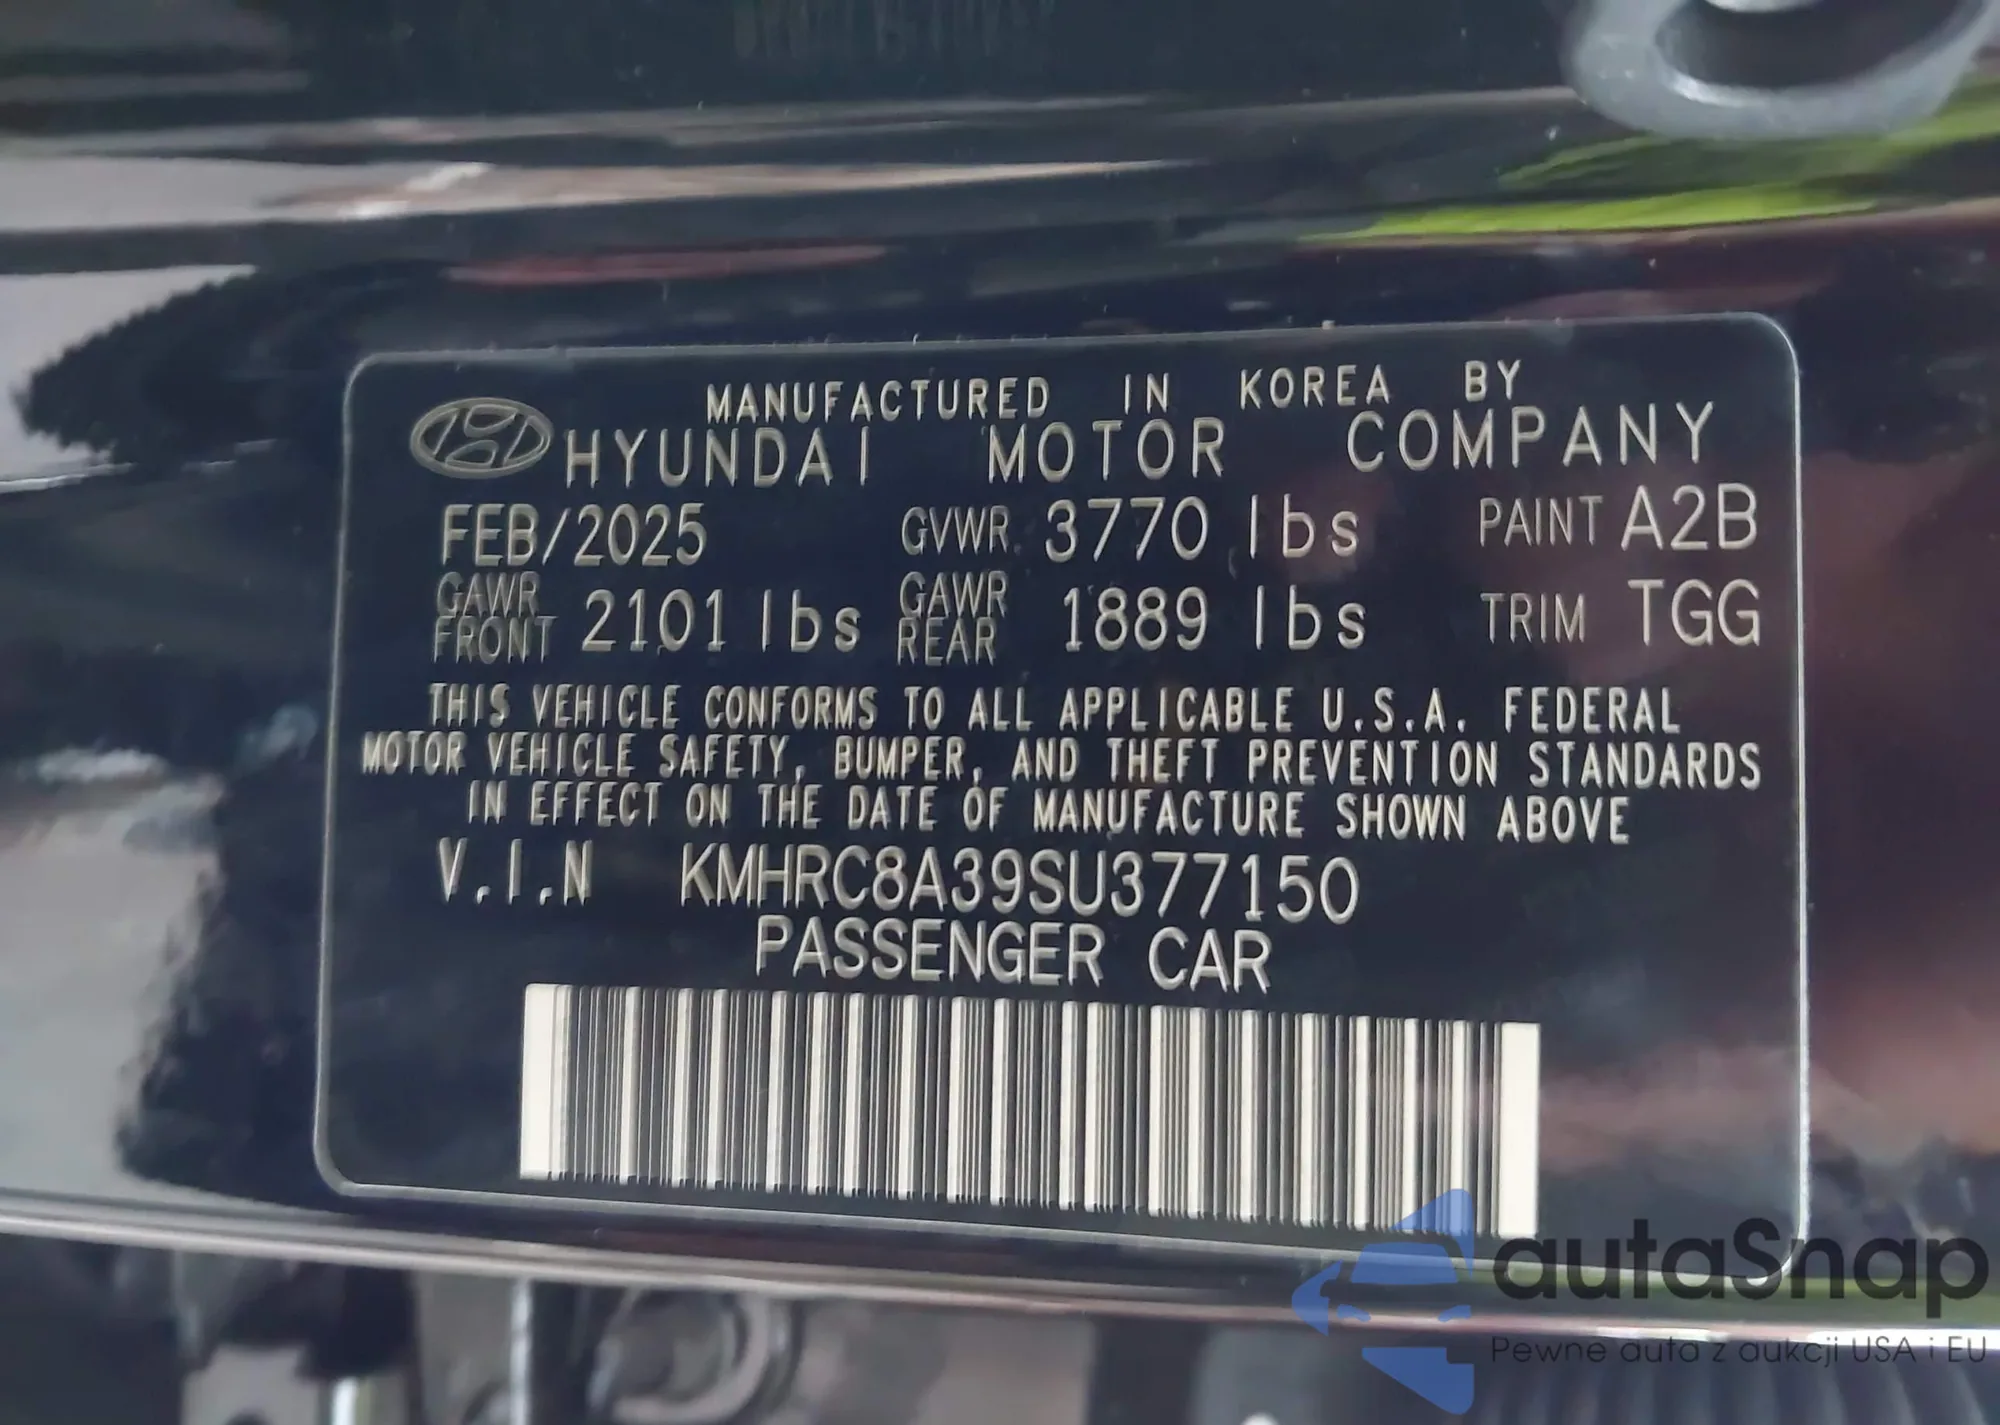 MANUFACTURED IN KOREA BY
HYUNDAI MOTOR COMPANY
FEB/2025 GVWR 3770 lbs PAINT A2B
GAWR FRONT 2101 lbs GAWR REAR 1889 lbs TRIM TGG
THIS VEHICLE CONFORMS TO ALL APPLICABLE U.S.A. FEDERAL
MOTOR VEHICLE SAFETY, BUMPER, AND THEFT PREVENTION STANDARDS
IN EFFECT ON THE DATE OF MANUFACTURE SHOWN ABOVE
V.I.N KMHRC8A39SU377150
PASSENGER CAR
autaSnap
Pewne auta z aukcji USA i EU